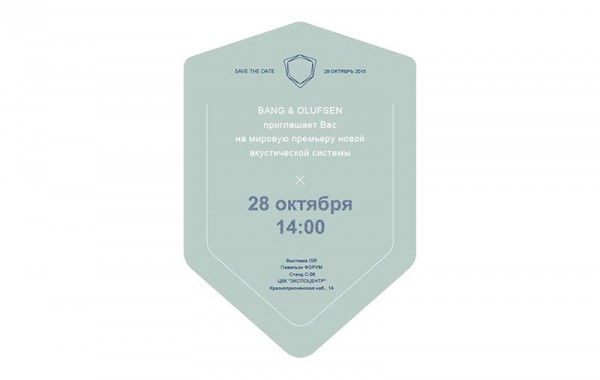 SAVE THE DATE
28 ОКТЯБРЬ 2015
BANG & OLUFSEN
приглашает Вас
на мировую премьеру новой
акустической системы
×
28 октября
14:00
Выставка ISR
Павильон ФОРУМ
Стенд С-06
ЦВК "ЭКСПОЦЕНТР"
Краснопресненская наб., 14